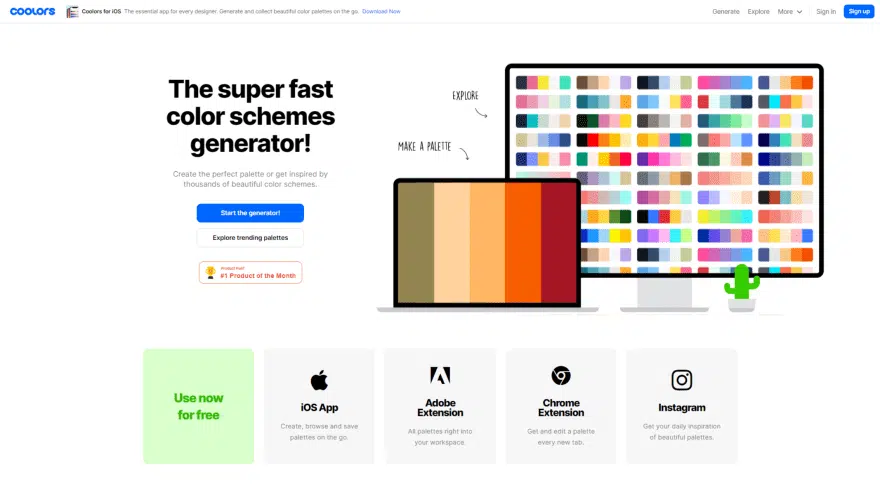 coolors
Coolors for iOS The essential app for every designer. Generate and collect beautiful color palettes on the go. Download Now
Generate Explore More Sign in Sign up
The super fast
color schemes
generator!
Create the perfect palette or get inspired by
thousands of beautiful color schemes.
Start the generator!
Explore trending palettes
Product Hunt
#1 Product of the Month
EXPLORE
MAKE A PALETTE
Use now
for free
iOS App
Create, browse and save
palettes on the go.
Adobe
Extension
All palettes right into
your workspace.
Chrome
Extension
Get and edit a palette
every new tab.
Instagram
Get your daily inspiration
of beautiful palettes.